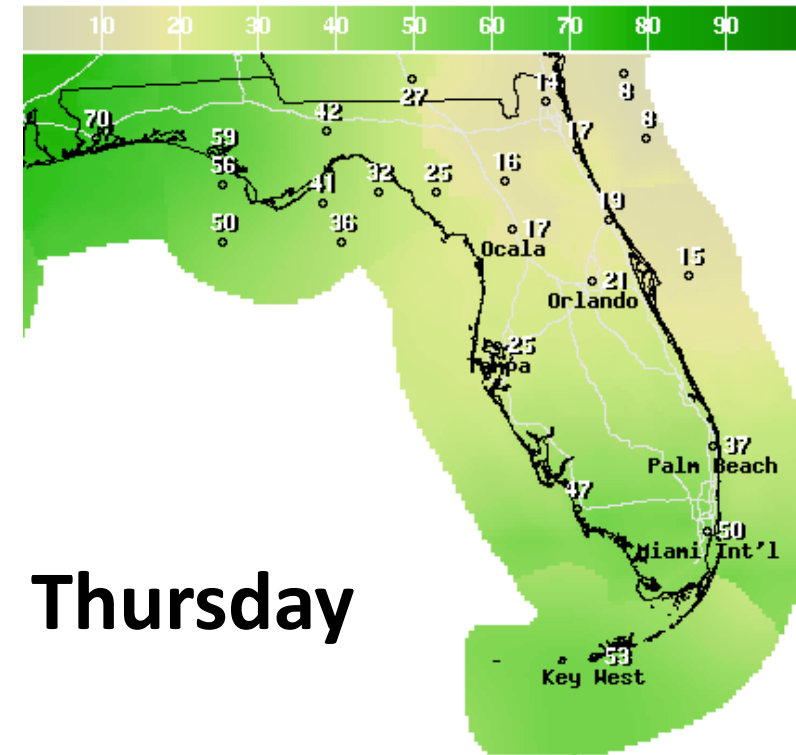 10 20 30 40 50 60 70 80 90
14 8
27
42
70 8
59 17
56 16
32 25
41
19
50 36 17
Ocala
15
21
Orlando
25
Tampa
37
Palm Beach
47
50
Miami Int'l
Thursday
53
Key West